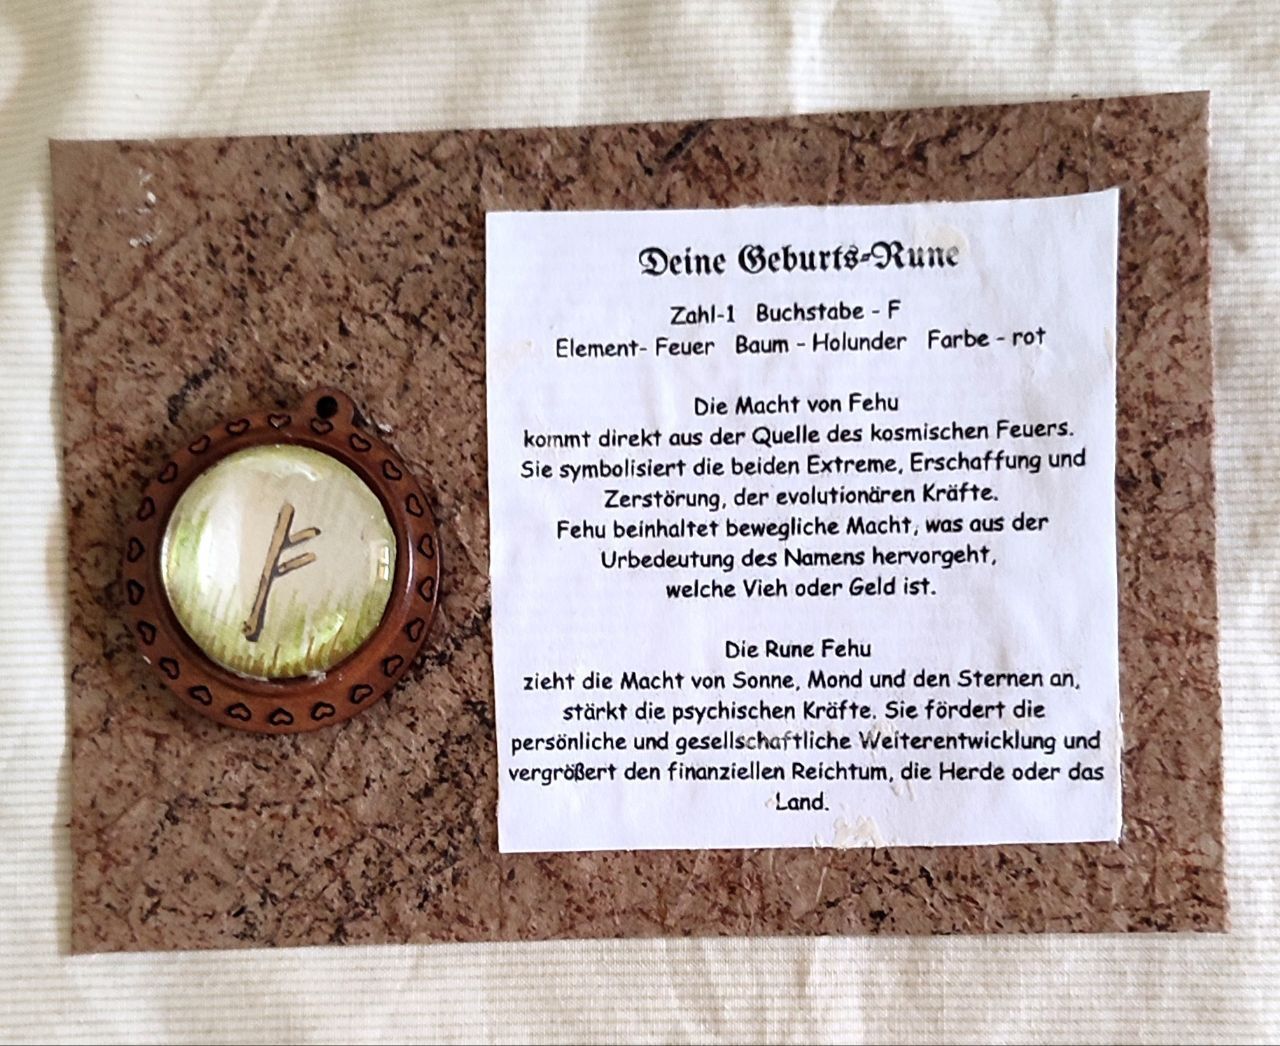 Deine Geburts-Rune
Zahl-1 Buchstabe - F
Element- Feuer Baum - Holunder Farbe - rot
Die Macht von Fehu
kommt direkt aus der Quelle des kosmischen Feuers.
Sie symbolisiert die beiden Extreme, Erschaffung und
Zerstörung, der evolutionären Kräfte.
Fehu beinhaltet bewegliche Macht, was aus der
Urbedeutung des Namens hervorgeht,
welche Vieh oder Geld ist.
Die Rune Fehu
zieht die Macht von Sonne, Mond und den Sternen an,
stärkt die psychischen Kräfte. Sie fördert die
persönliche und gesellschaftliche Weiterentwicklung und
vergrößert den finanziellen Reichtum, die Herde oder das
Land.